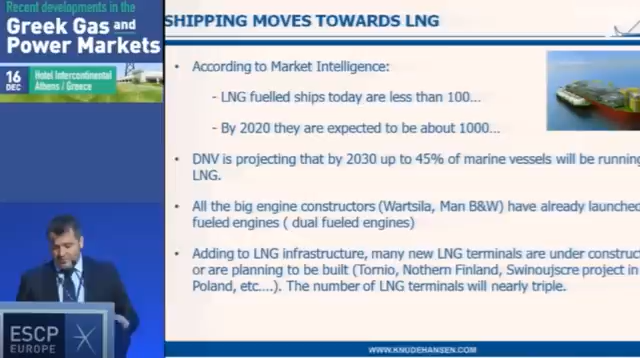 Recent developments in the
Greek Gas and
Power Markets
16
DEC
Hotel Intercontinental
Athens / Greece
ESCP
EUROPE
SHIPPING MOVES TOWARDS LNG
• According to Market Intelligence:
- LNG fuelled ships today are less than 100...
- By 2020 they are expected to be about 1000...
• DNV is projecting that by 2030 up to 45% of marine vessels will be running
LNG.
• All the big engine constructors (Wartsila, Man B&W) have already launched
fueled engines ( dual fueled engines)
• Adding to LNG infrastructure, many new LNG terminals are under construct
or are planning to be built (Tornio, Nothern Finland, Swinoujscre project in
Poland, etc....). The number of LNG terminals will nearly triple.
WWW.KNUDEHANSEN.COM